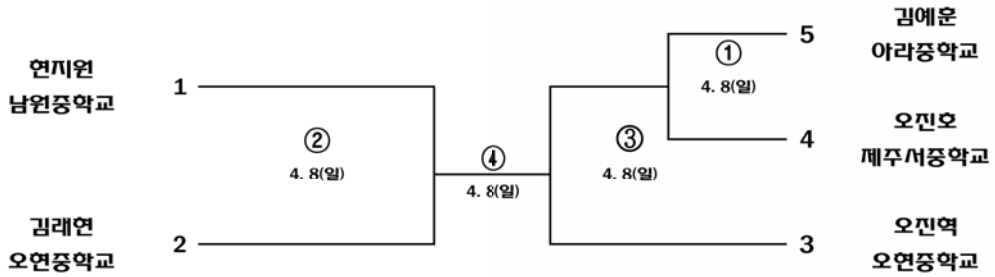 현지원
남원중학교
1
②
4. 8(일)
김래현
오현중학교
2
④
4. 8(일)
①
4. 8(일)
③
4. 8(일)
5
김예훈
아라중학교
4
오진호
제주서중학교
3
오진혁
오현중학교